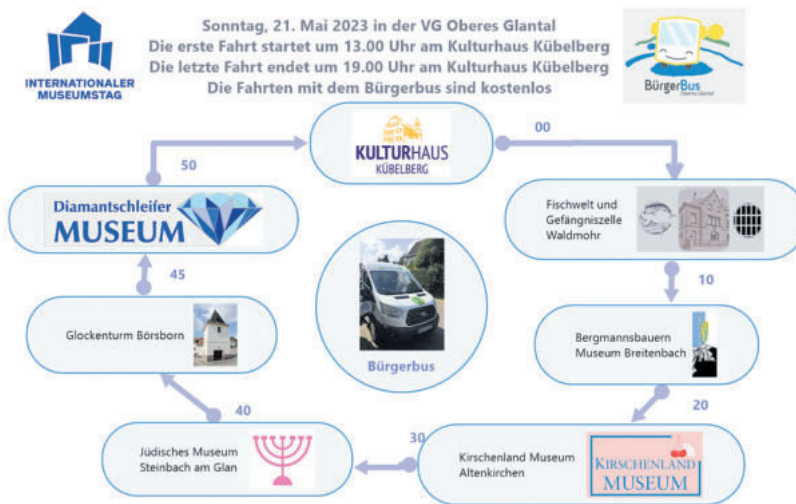 Sonntag, 21. Mai 2023 in der VG Oberes Glantal
Die erste Fahrt startet um 13.00 Uhr am Kulturhaus Kübelberg
Die letzte Fahrt endet um 19.00 Uhr am Kulturhaus Kübelberg
Die Fahrten mit dem Bürgerbus sind kostenlos
INTERNATIONALER
MUSEUMSTAG
BürgerBus
Oberes Glantal
KULTURHAUS
KÜBELBERG
00
Fischwelt und
Gefängniszelle
Waldmohr
10
Bergmannsbauern
Museum Breitenbach
20
Kirschenland Museum
Altenkirchen
KIRSCHENLAND
MUSEUM
30
Jüdisches Museum
Steinbach am Glan
40
Glockenturm Börsborn
45
Diamantschleifer
MUSEUM
50
Bürgerbus